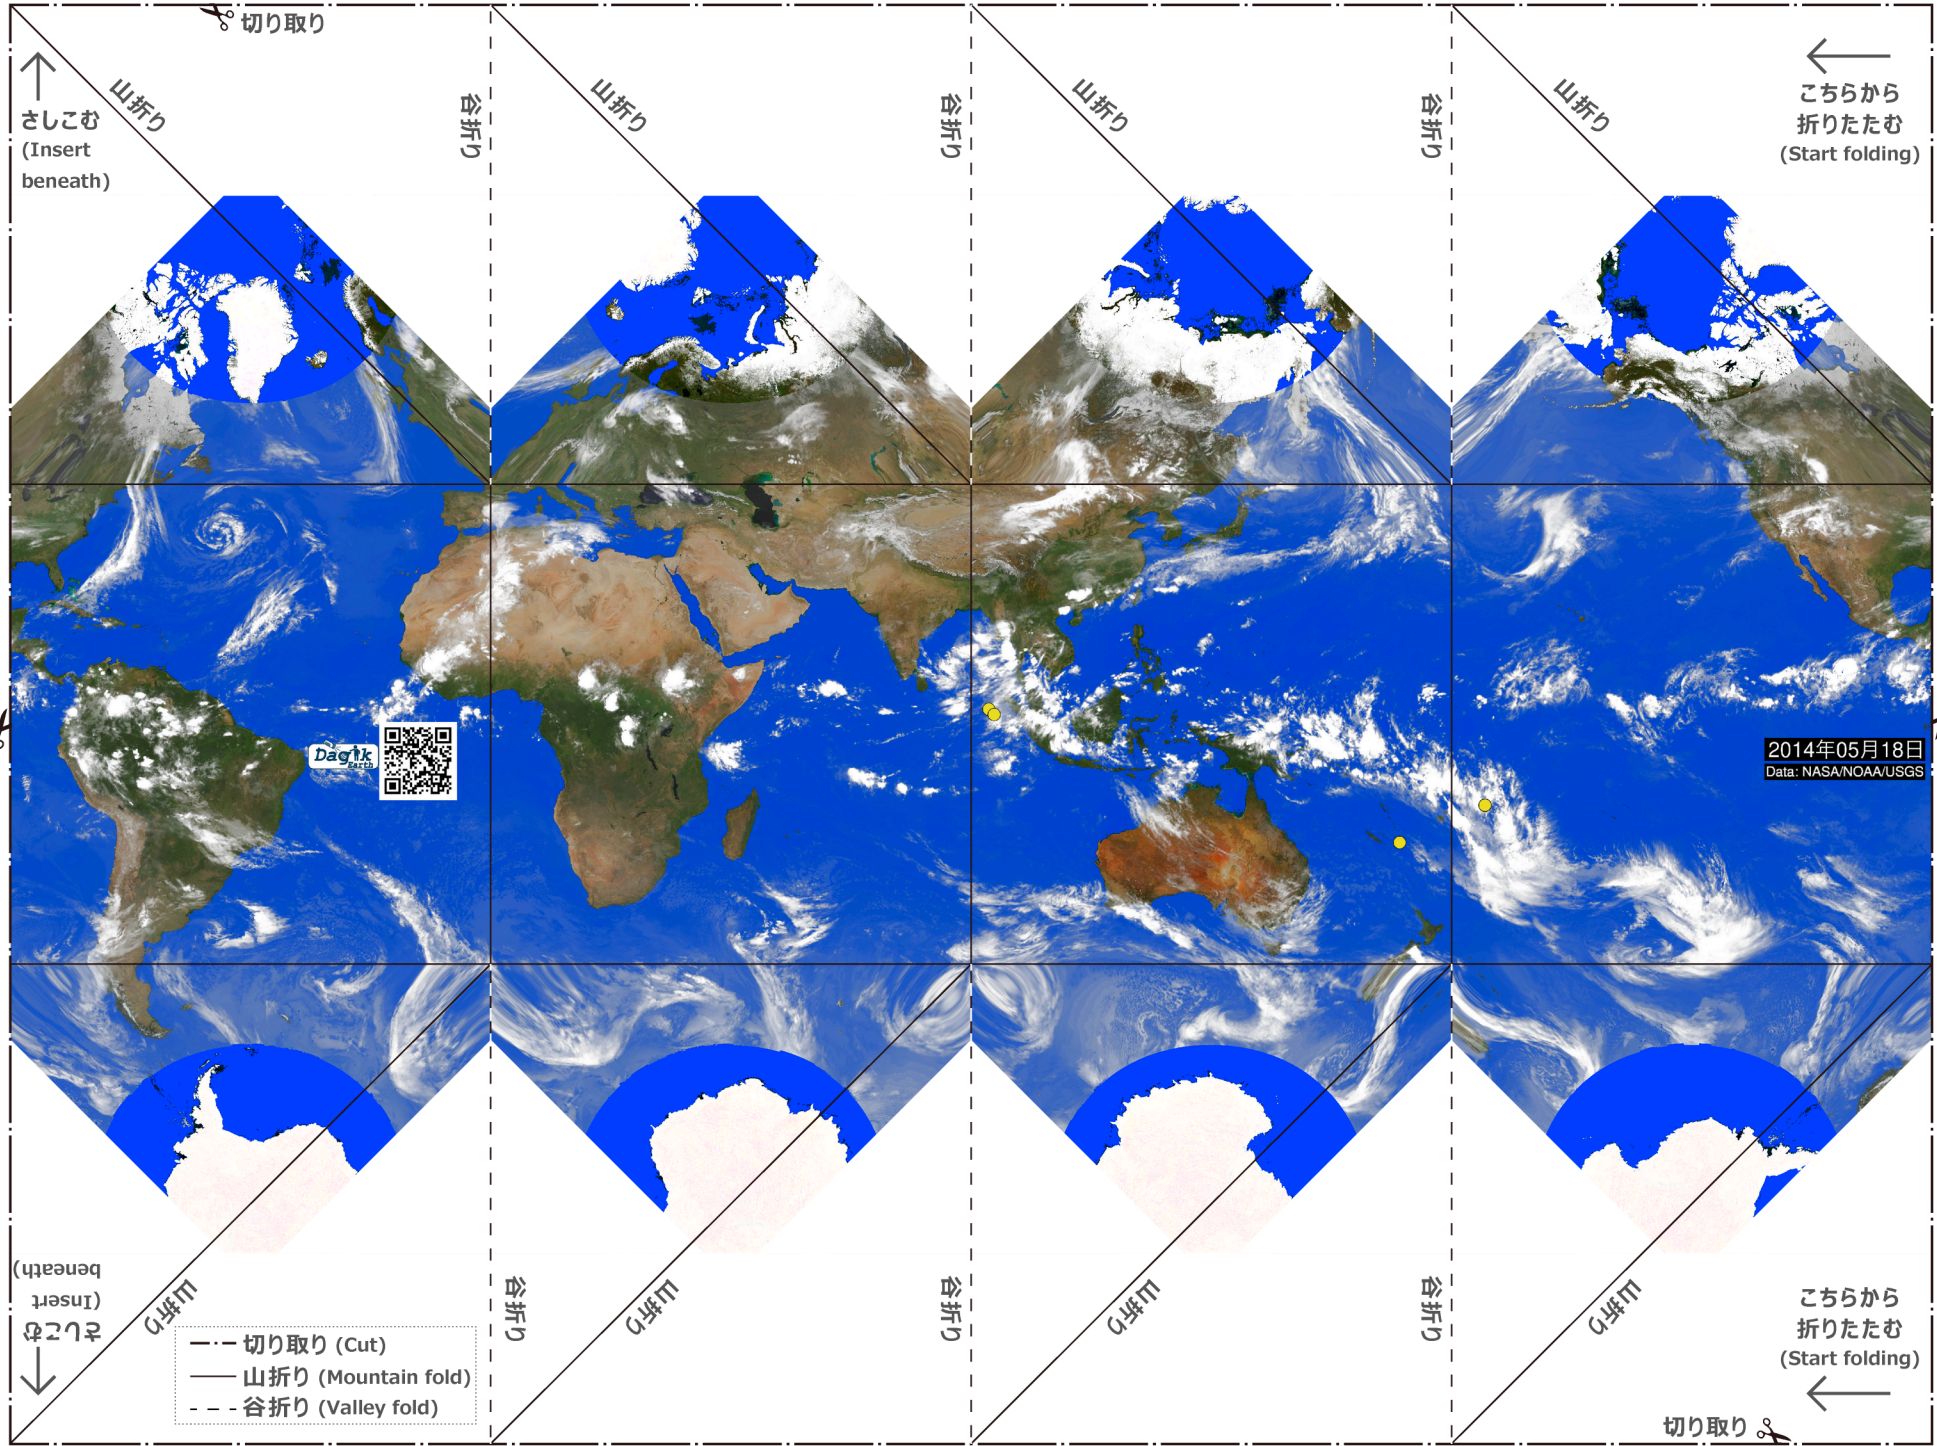 切り取り
さしこむ
(Insert
beneath)
山折り
谷折り
山折り
谷折り
山折り
谷折り
山折り
こちらから
折りたたむ
(Start folding)
Dagik
Earth
2014年05月18日
Data: NASA/NOAA/USGS
さしこむ
(Insert
beneath)
山折り
谷折り
山折り
谷折り
山折り
谷折り
山折り
こちらから
折りたたむ
(Start folding)
切り取り (Cut)
山折り (Mountain fold)
谷折り (Valley fold)
切り取り